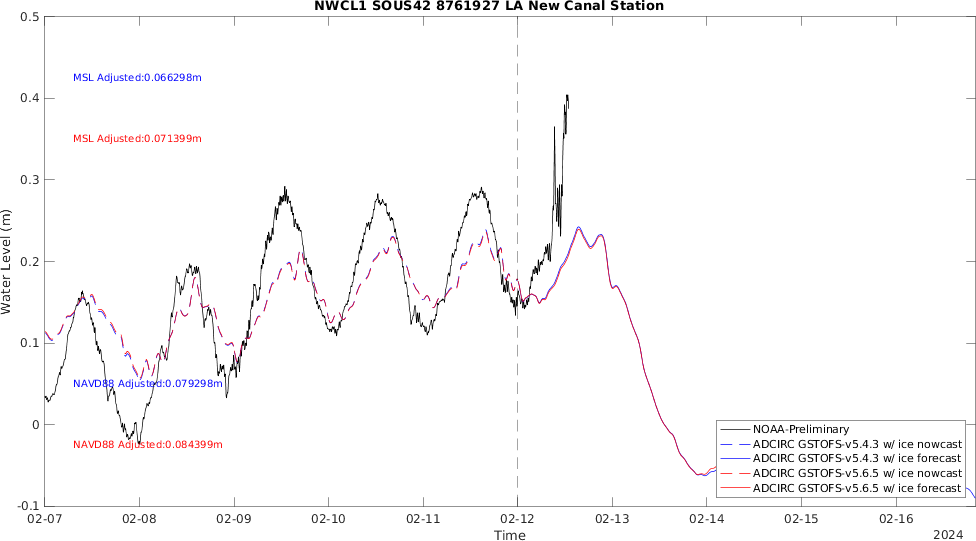 NWCL1 SOUS42 8761927 LA New Canal Station
0.5
0.4
0.3
0.2
0.1
0
-0.1
Water Level (m)
MSL Adjusted:0.066298m
MSL Adjusted:0.071399m
NAVD88 Adjusted:0.079298m
NAVD88 Adjusted:0.084399m
NOAA-Preliminary
ADCIRC GSTOFS-v5.4.3 w/ ice nowcast
ADCIRC GSTOFS-v5.4.3 w/ ice forecast
ADCIRC GSTOFS-v5.6.5 w/ ice nowcast
ADCIRC GSTOFS-v5.6.5 w/ ice forecast
02-07 02-08 02-09 02-10 02-11 02-12 02-13 02-14 02-15 02-16
Time
2024